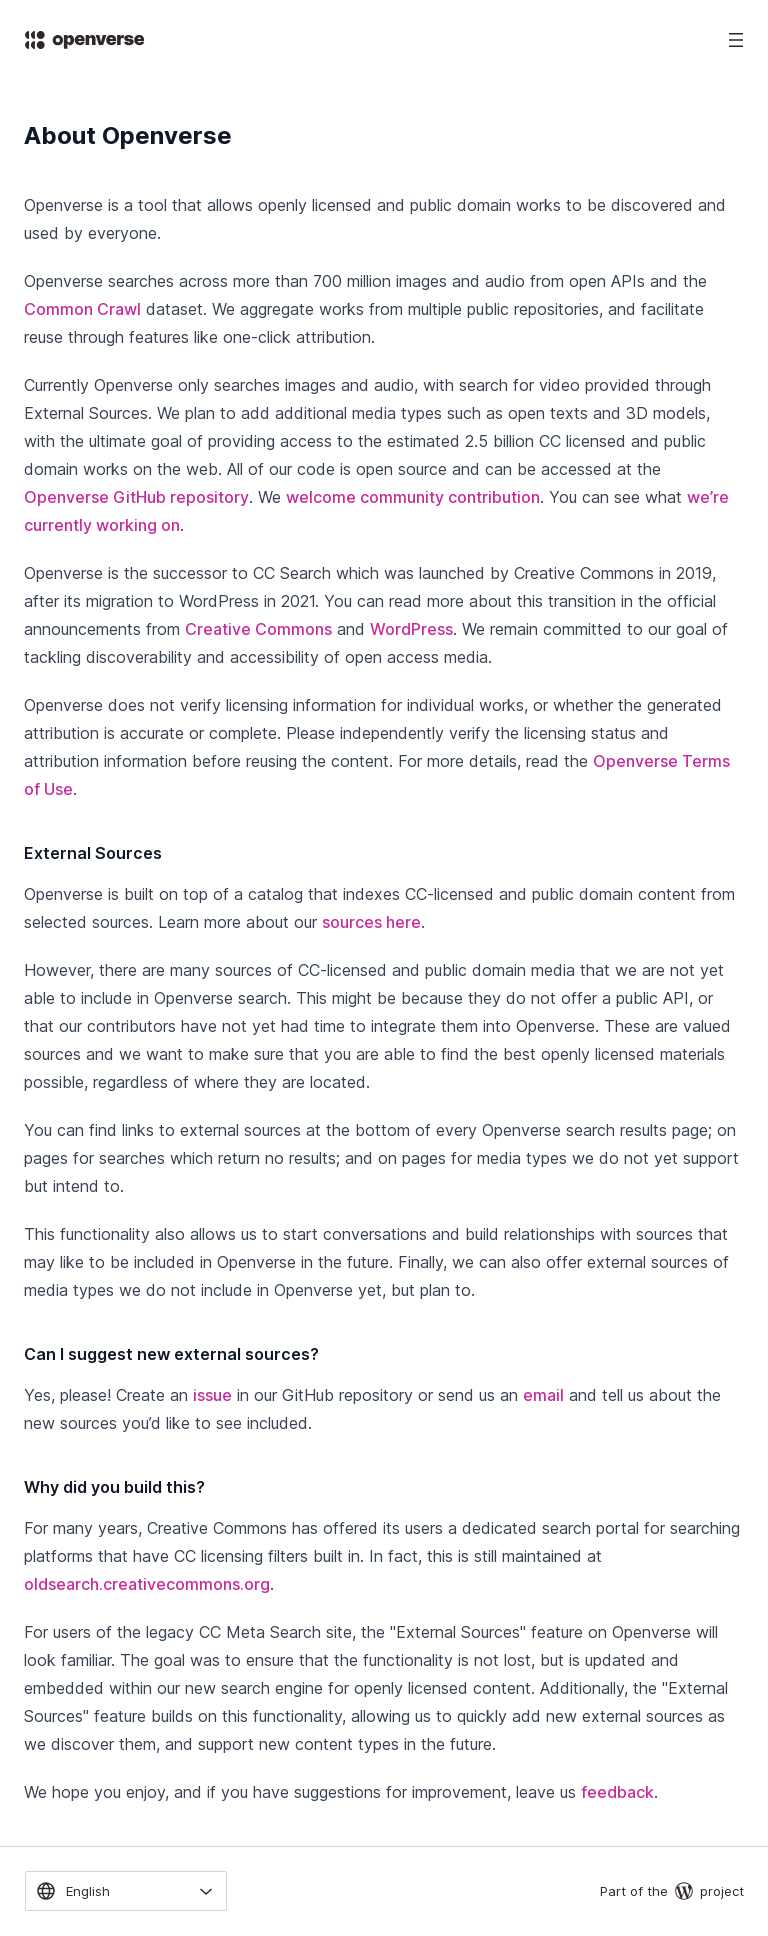 openverse
About Openverse
Openverse is a tool that allows openly licensed and public domain works to be discovered and
used by everyone.
Openverse searches across more than 700 million images and audio from open APIs and the
Common Crawl dataset. We aggregate works from multiple public repositories, and facilitate
reuse through features like one-click attribution.
Currently Openverse only searches images and audio, with search for video provided through
External Sources. We plan to add additional media types such as open texts and 3D models,
with the ultimate goal of providing access to the estimated 2.5 billion CC licensed and public
domain works on the web. All of our code is open source and can be accessed at the
Openverse GitHub repository. We welcome community contribution. You can see what we’re
currently working on.
Openverse is the successor to CC Search which was launched by Creative Commons in 2019,
after its migration to WordPress in 2021. You can read more about this transition in the official
announcements from Creative Commons and WordPress. We remain committed to our goal of
tackling discoverability and accessibility of open access media.
Openverse does not verify licensing information for individual works, or whether the generated
attribution is accurate or complete. Please independently verify the licensing status and
attribution information before reusing the content. For more details, read the Openverse Terms
of Use.
External Sources
Openverse is built on top of a catalog that indexes CC-licensed and public domain content from
selected sources. Learn more about our sources here.
However, there are many sources of CC-licensed and public domain media that we are not yet
able to include in Openverse search. This might be because they do not offer a public API, or
that our contributors have not yet had time to integrate them into Openverse. These are valued
sources and we want to make sure that you are able to find the best openly licensed materials
possible, regardless of where they are located.
You can find links to external sources at the bottom of every Openverse search results page; on
pages for searches which return no results; and on pages for media types we do not yet support
but intend to.
This functionality also allows us to start conversations and build relationships with sources that
may like to be included in Openverse in the future. Finally, we can also offer external sources of
media types we do not include in Openverse yet, but plan to.
Can I suggest new external sources?
Yes, please! Create an issue in our GitHub repository or send us an email and tell us about the
new sources you’d like to see included.
Why did you build this?
For many years, Creative Commons has offered its users a dedicated search portal for searching
platforms that have CC licensing filters built in. In fact, this is still maintained at
oldsearch.creativecommons.org.
For users of the legacy CC Meta Search site, the "External Sources" feature on Openverse will
look familiar. The goal was to ensure that the functionality is not lost, but is updated and
embedded within our new search engine for openly licensed content. Additionally, the "External
Sources" feature builds on this functionality, allowing us to quickly add new external sources as
we discover them, and support new content types in the future.
We hope you enjoy, and if you have suggestions for improvement, leave us feedback.
English
Part of the project